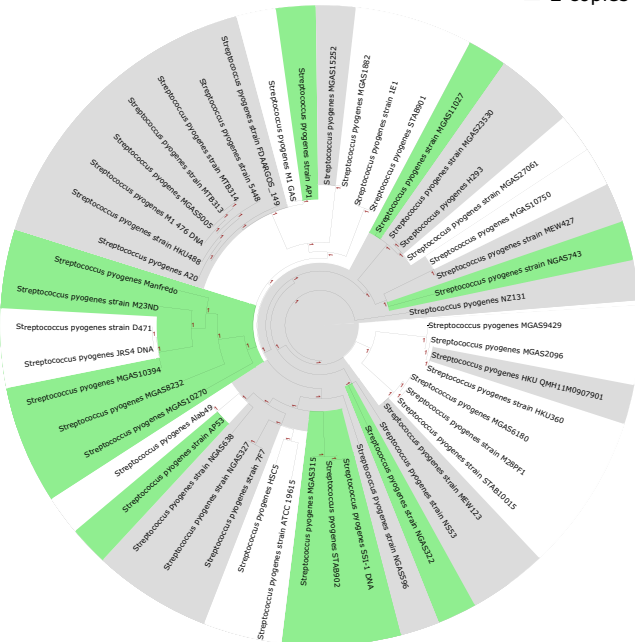 2 copies
Streptococcus pyogenes MGAS15252
Streptococcus pyogenes MGAS1882
Streptococcus pyogenes strain 1E1
Streptococcus pyogenes STAB901
Streptococcus pyogenes strain MGAS11027
Streptococcus pyogenes strain MGAS23530
Streptococcus pyogenes H293
Streptococcus pyogenes strain MGAS27061
Streptococcus pyogenes MGAS10750
Streptococcus pyogenes strain MEW427
Streptococcus pyogenes strain NGAS743
Streptococcus pyogenes NZ131
Streptococcus pyogenes MGAS9429
Streptococcus pyogenes MGAS2096
Streptococcus pyogenes HKU QMH11M0907901
Streptococcus pyogenes strain HKU360
Streptococcus pyogenes MGAS6180
Streptococcus pyogenes strain M28PF1
Streptococcus pyogenes strain STAB10015
Streptococcus pyogenes strain MEW123
Streptococcus pyogenes strain NS53
Streptococcus pyogenes strain NGAS322
Streptococcus pyogenes strain NGAS596
Streptococcus pyogenes SSI-1 DNA
Streptococcus pyogenes STAB902
Streptococcus pyogenes MGAS315
Streptococcus pyogenes strain ATCC 19615
Streptococcus pyogenes HSC5
Streptococcus pyogenes strain 7F7
Streptococcus pyogenes strain NGAS327
Streptococcus pyogenes strain NGAS638
Streptococcus pyogenes strain AP53
Streptococcus pyogenes Alab49
Streptococcus pyogenes MGAS10270
Streptococcus pyogenes MGAS8232
Streptococcus pyogenes MGAS10394
Streptococcus pyogenes JRS4 DNA
Streptococcus pyogenes strain D471
Streptococcus pyogenes strain M23ND
Streptococcus pyogenes Manfredo
Streptococcus pyogenes A20
Streptococcus pyogenes strain HKU488
Streptococcus pyogenes M1 476 DNA
Streptococcus pyogenes MGAS5005
Streptococcus pyogenes strain MTB313
Streptococcus pyogenes strain MTB314
Streptococcus pyogenes strain 5448
Streptococcus pyogenes strain FDAARGOS_149
Streptococcus pyogenes M1 GAS
Streptococcus pyogenes strain AP1